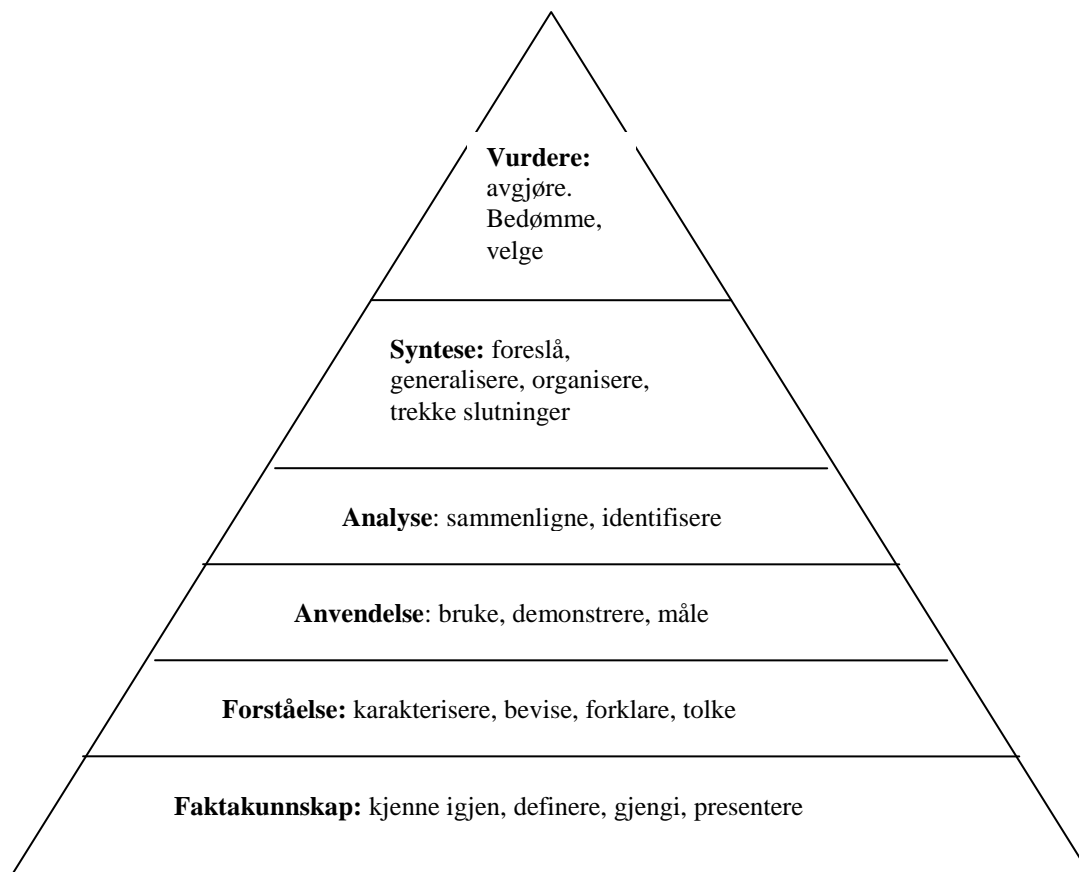 Vurdere:
avgjøre.
Bedømme,
velge
Syntese: foreslå,
generalisere, organisere,
trekke slutninger
Analyse: sammenligne, identifisere
Anvendelse: bruke, demonstrere, måle
Forståelse: karakterisere, bevise, forklare, tolke
Faktakunnskap: kjenne igjen, definere, gjengi, presentere